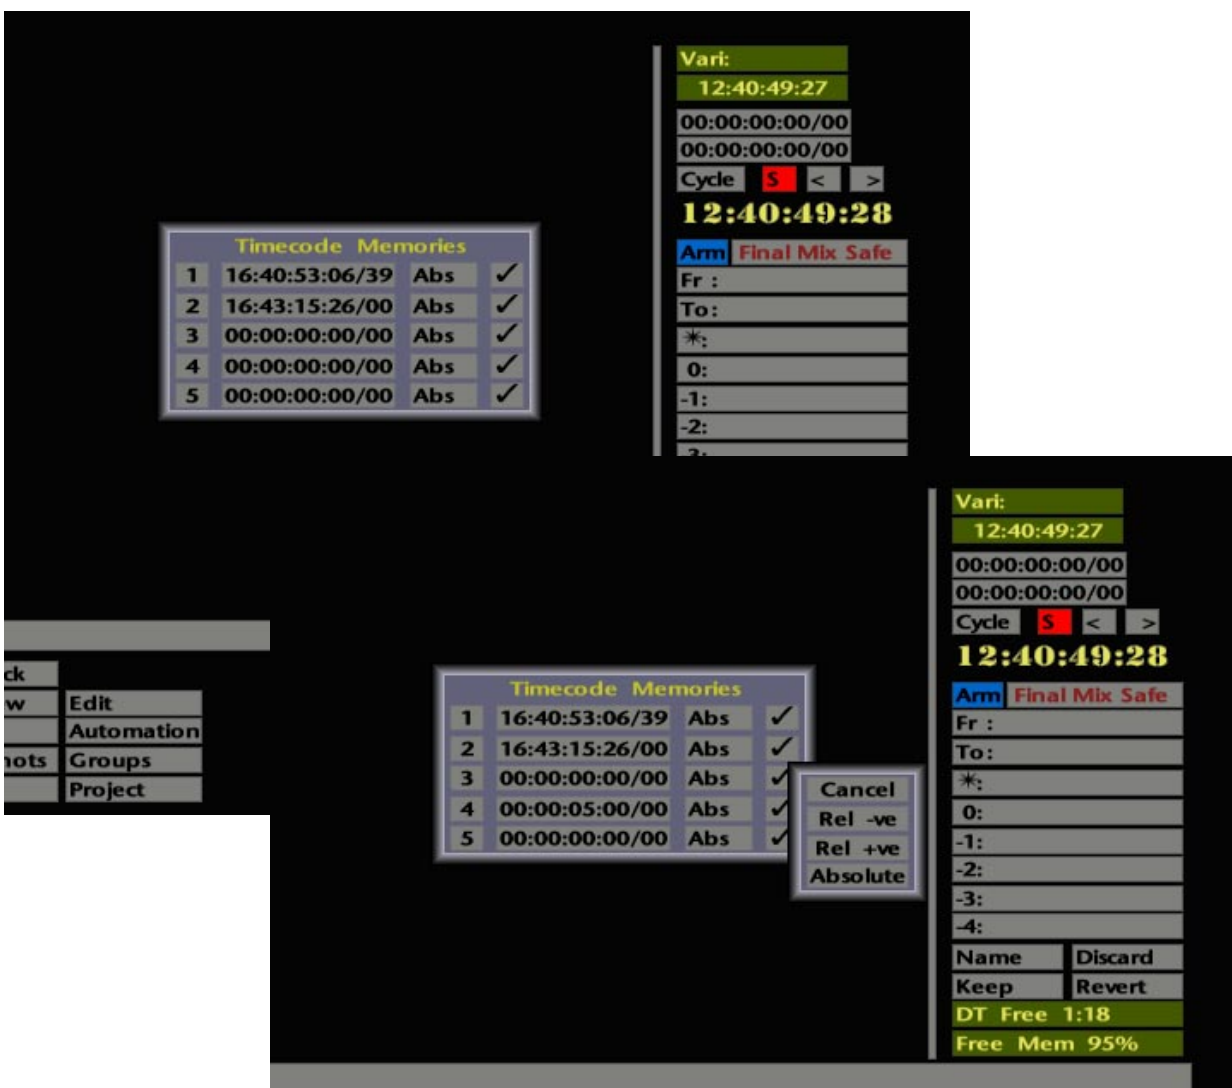 Vari:
12:40:49:27
00:00:00:00/00
00:00:00:00/00
Cycle S < >
12:40:49:28
Timecode Memories
1 16:40:53:06/39 Abs ✓
2 16:43:15:26/00 Abs ✓
3 00:00:00:00/00 Abs ✓
4 00:00:00:00/00 Abs ✓
5 00:00:00:00/00 Abs ✓
Arm Final Mix Safe
Fr :
To:
*:
0:
-1:
-2:
Vari:
12:40:49:27
00:00:00:00/00
00:00:00:00/00
Cycle S < >
12:40:49:28
ck
w Edit
Automation
nots Groups
Project
Timecode Memories
1 16:40:53:06/39 Abs ✓
2 16:43:15:26/00 Abs ✓
3 00:00:00:00/00 Abs ✓
4 00:00:05:00/00 Abs ✓
5 00:00:00:00/00 Abs ✓
Cancel
Rel -ve
Rel +ve
Absolute
Arm Final Mix Safe
Fr :
To:
*:
0:
-1:
-2:
-3:
-4:
Name Discard
Keep Revert
DT Free 1:18
Free Mem 95%